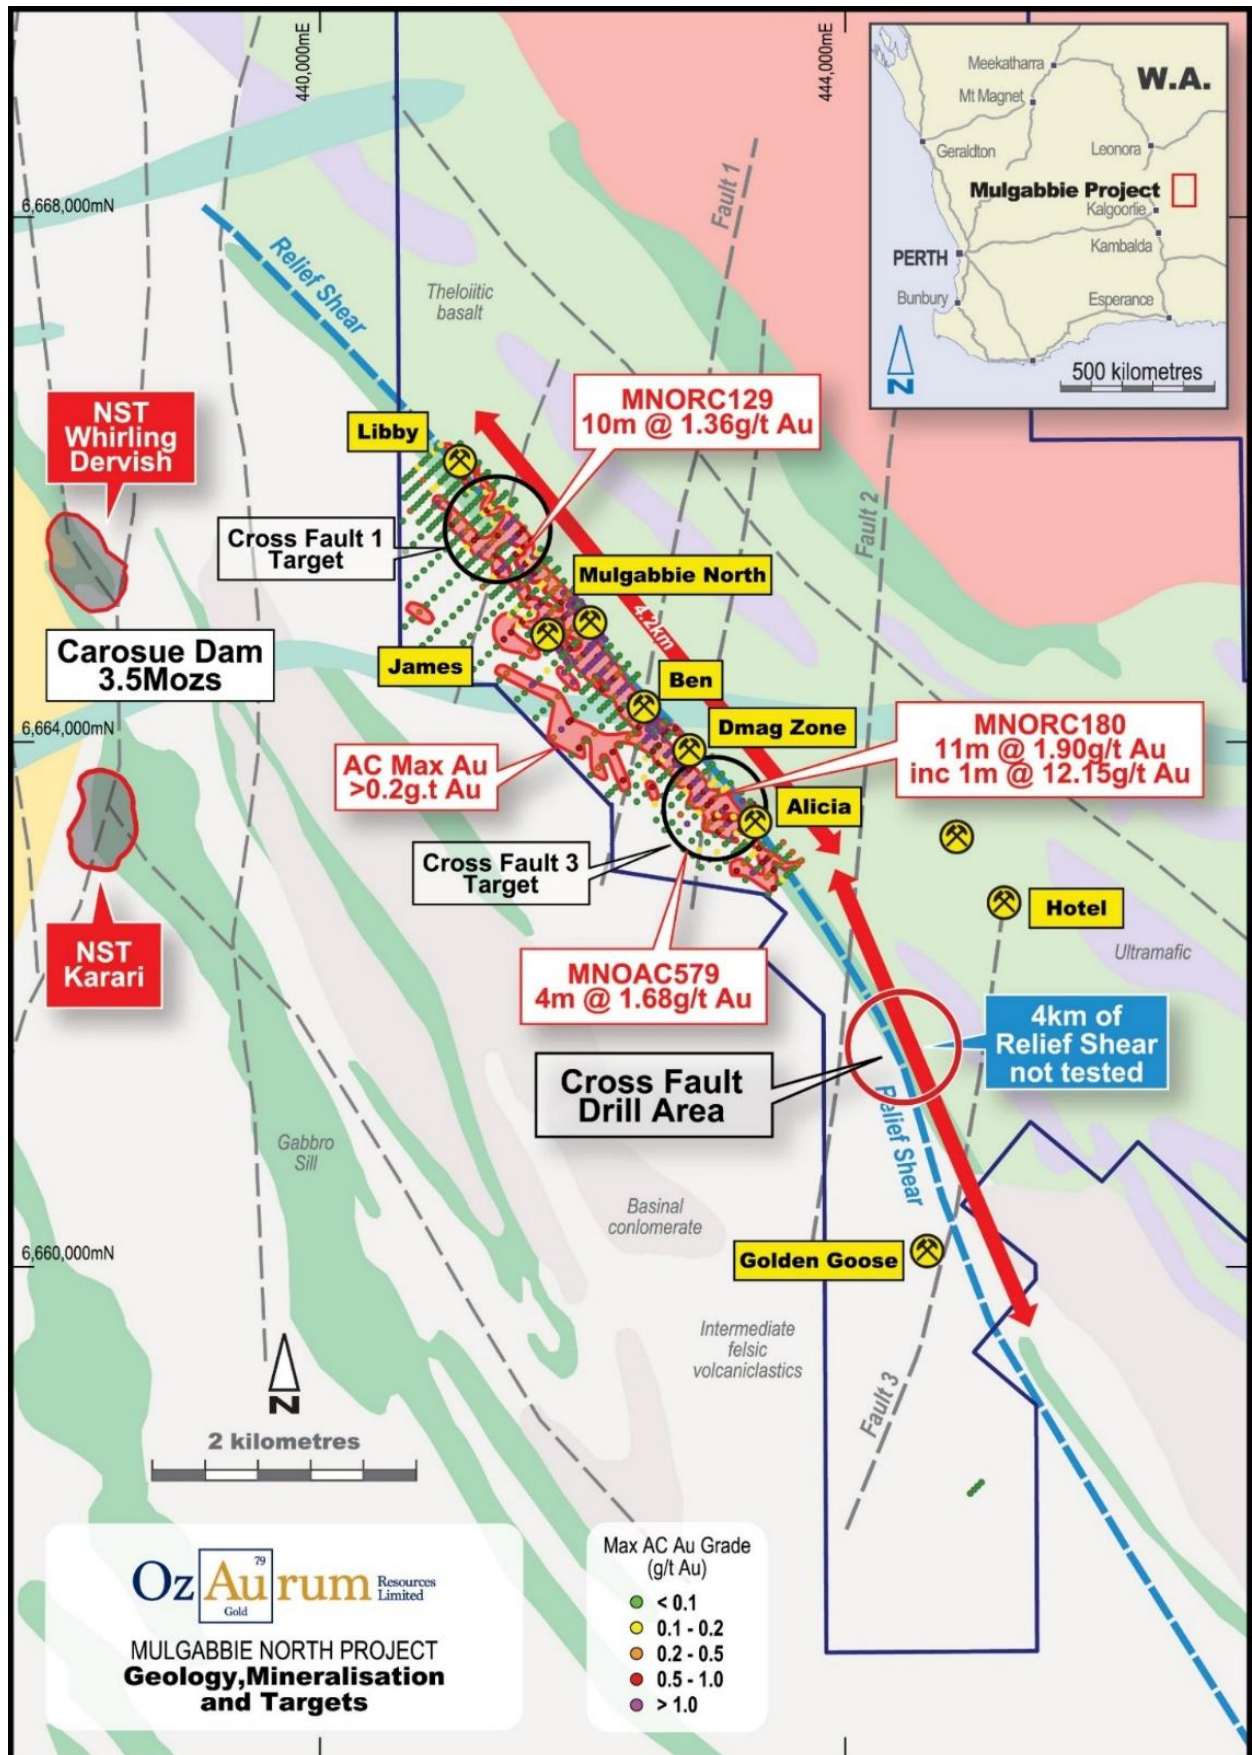 440,000mE
444,000mE
6,668,000mN
6,664,000mN
6,660,000mN
Meekatharra
W.A.
Mt Magnet
Geraldton
Leonora
Mulgabbie Project
Kalgoorlie
Kambalda
PERTH
Bunbury
Esperance
N
500 kilometres
Fault 1
Relief Shear
Theloiitic
basalt
NST
Whirling
Dervish
MNORC129
10m @ 1.36g/t Au
Libby
Fault 2
Cross Fault 1
Target
Mulgabbie North
4.2km
Carosue Dam
3.5Mozs
James
Ben
Dmag Zone
MNORC180
11m @ 1.90g/t Au
inc 1m @ 12.15g/t Au
AC Max Au
>0.2g.t Au
Alicia
Cross Fault 3
Target
Hotel
NST
Karari
MNOAC579
4m @ 1.68g/t Au
Ultramafic
4km of
Relief Shear
not tested
Cross Fault
Drill Area
Relief Shear
Gabbro
Sill
Basinal
conlomerate
Golden Goose
Intermediate
felsic
volcaniclastics
Fault 3
N
2 kilometres
Oz Au 79 Gold rum Resources
Limited
MULGABBIE NORTH PROJECT
Geology,Mineralisation
and Targets
Max AC Au Grade
(g/t Au)
< 0.1
0.1 - 0.2
0.2 - 0.5
0.5 - 1.0
> 1.0